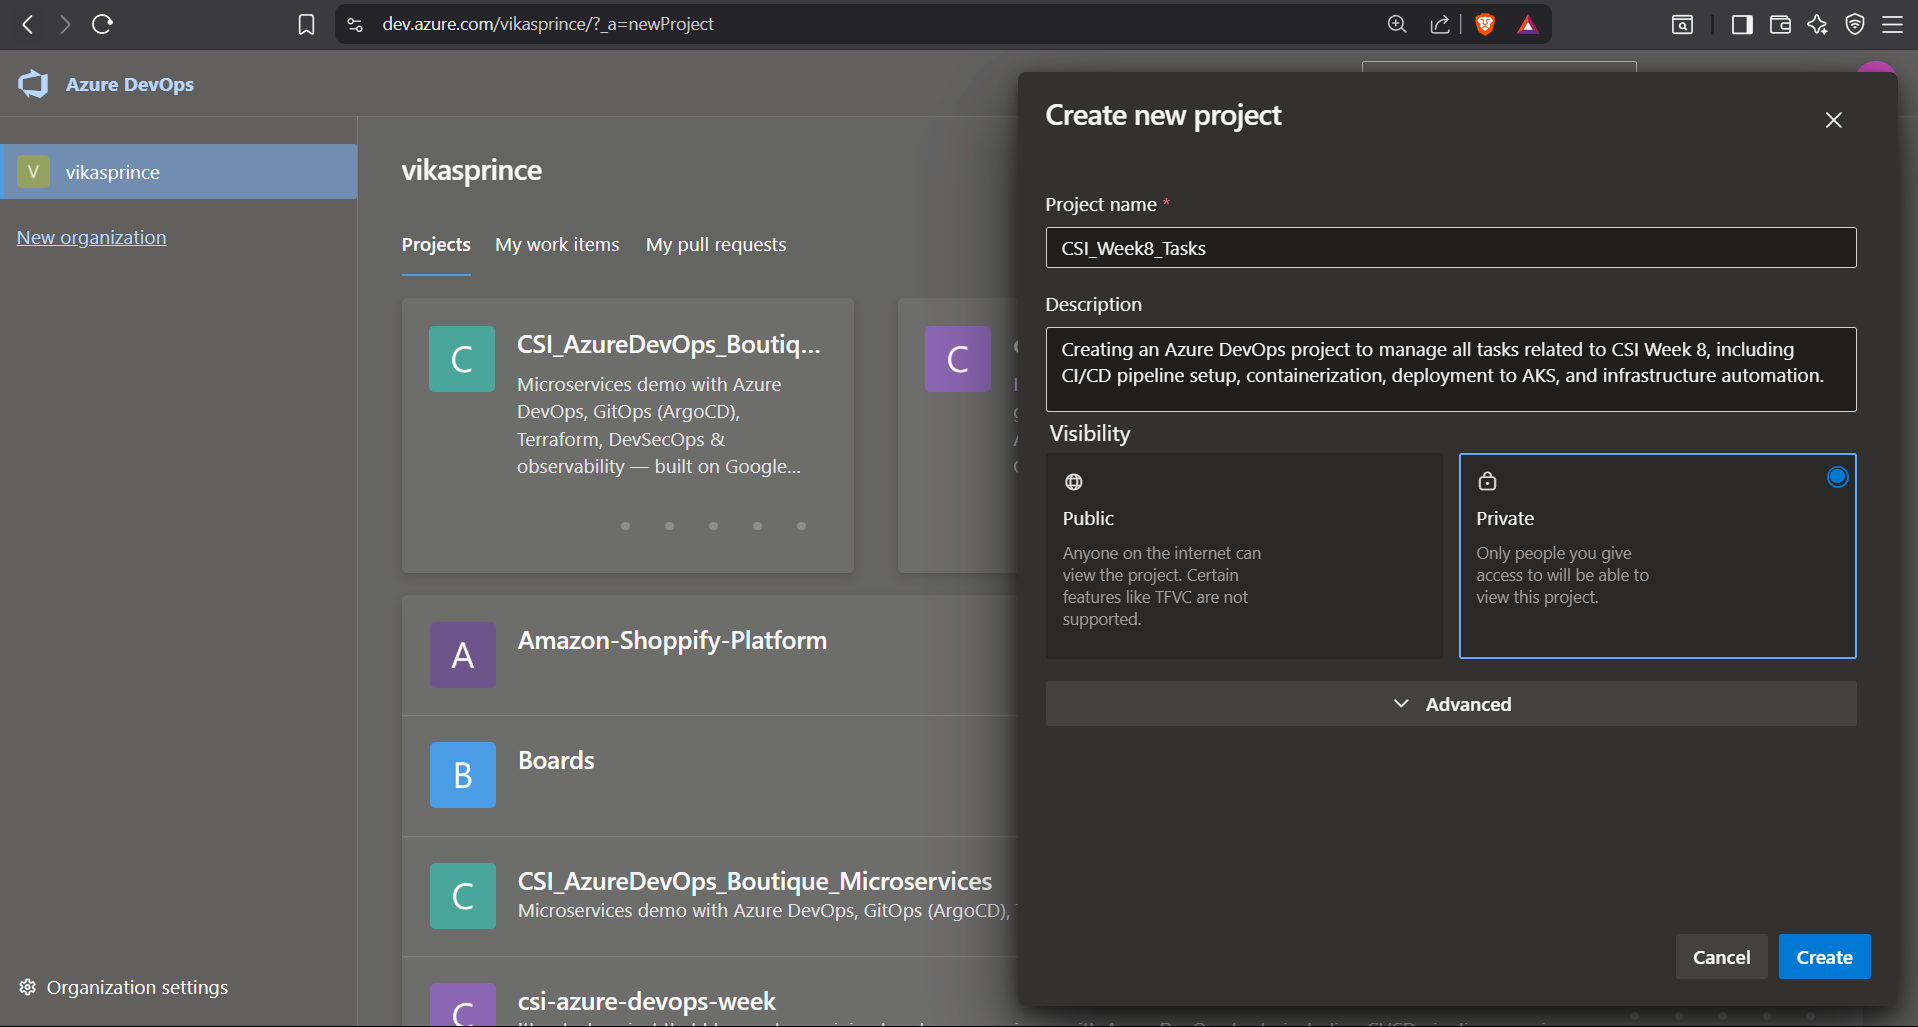 dev.azure.com/vikasprince/?_a=newProject
Azure DevOps
V
vikasprince
New organization
Organization settings
vikasprince
Projects
My work items
My pull requests
C
CSI_AzureDevOps_Boutiq...
Microservices demo with Azure
DevOps, GitOps (ArgoCD),
Terraform, DevSecOps &
observability — built on Google...
C
A
Amazon-Shoppify-Platform
B
Boards
C
CSI_AzureDevOps_Boutique_Microservices
Microservices demo with Azure DevOps, GitOps (ArgoCD),
C
csi-azure-devops-week
Create new project
Project name *
CSI_Week8_Tasks
Description
Creating an Azure DevOps project to manage all tasks related to CSI Week 8, including
CI/CD pipeline setup, containerization, deployment to AKS, and infrastructure automation.
Visibility
Public
Anyone on the internet can
view the project. Certain
features like TFVC are not
supported.
Private
Only people you give
access to will be able to
view this project.
Advanced
Cancel
Create